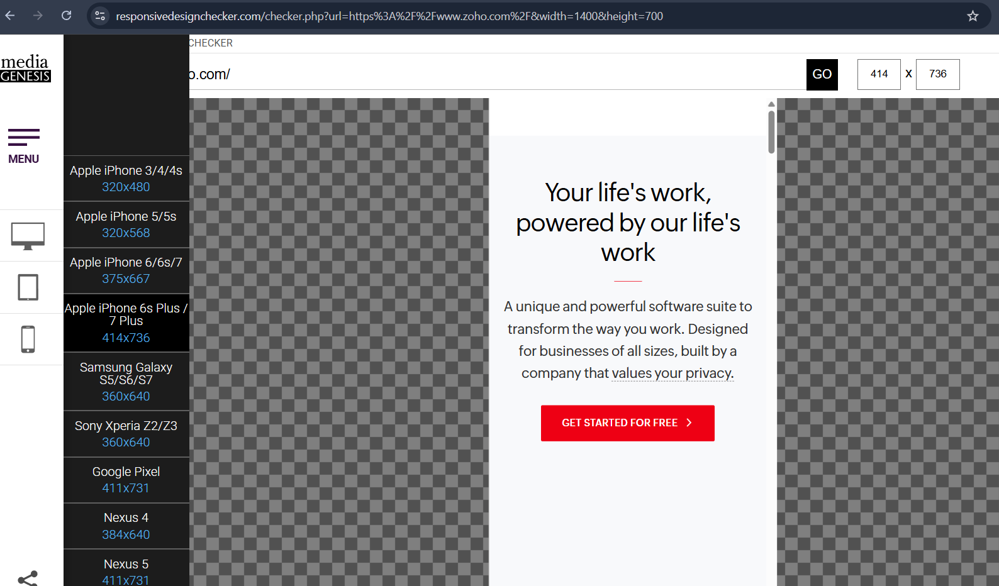 responsivedesignchecker.com/checker.php?url=https%3A%2F%2Fwww.zoho.com%2F&width=1400&height=700
media
GENESIS
MENU
CHECKER
o.com/
GO
414 X 736
Apple iPhone 3/4/4s
320x480
Apple iPhone 5/5s
320x568
Apple iPhone 6/6s/7
375x667
Apple iPhone 6s Plus /
7 Plus
414x736
Samsung Galaxy
S5/S6/S7
360x640
Sony Xperia Z2/Z3
360x640
Google Pixel
411x731
Nexus 4
384x640
Nexus 5
411x731
Your life's work,
powered by our life's
work
A unique and powerful software suite to
transform the way you work. Designed
for businesses of all sizes, built by a
company that values your privacy.
GET STARTED FOR FREE